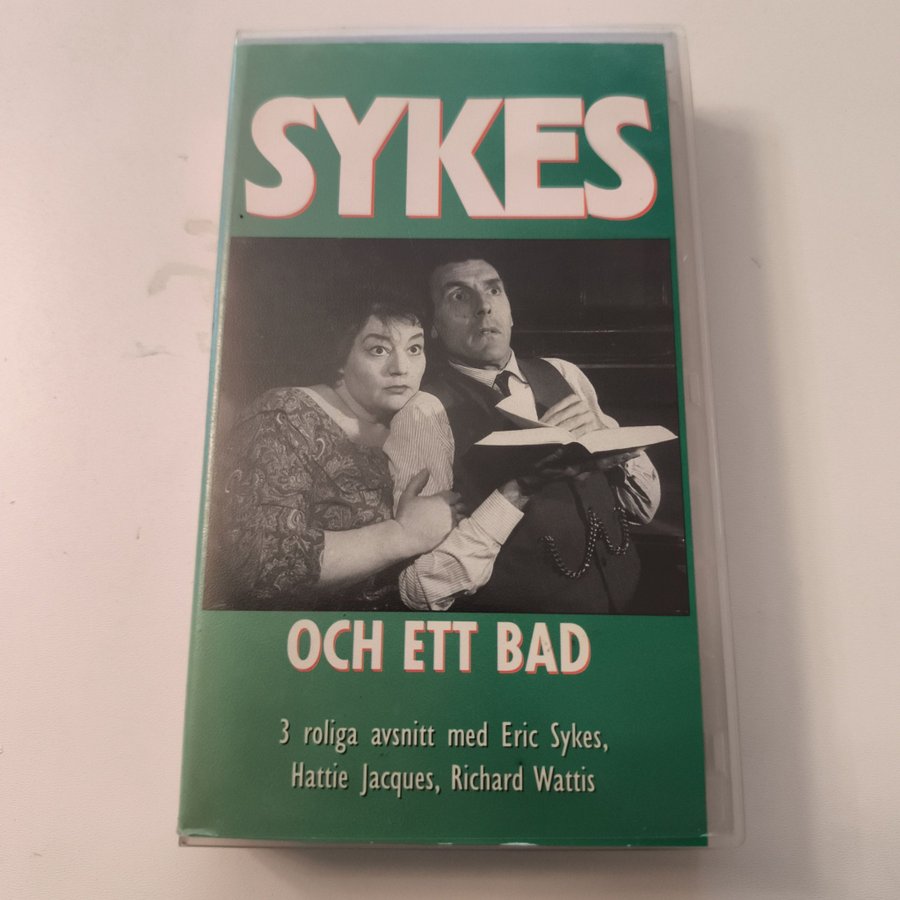 SYKES
OCH ETT BAD
3 roliga avsnitt med Eric Sykes,
Hattie Jacques, Richard Wattis